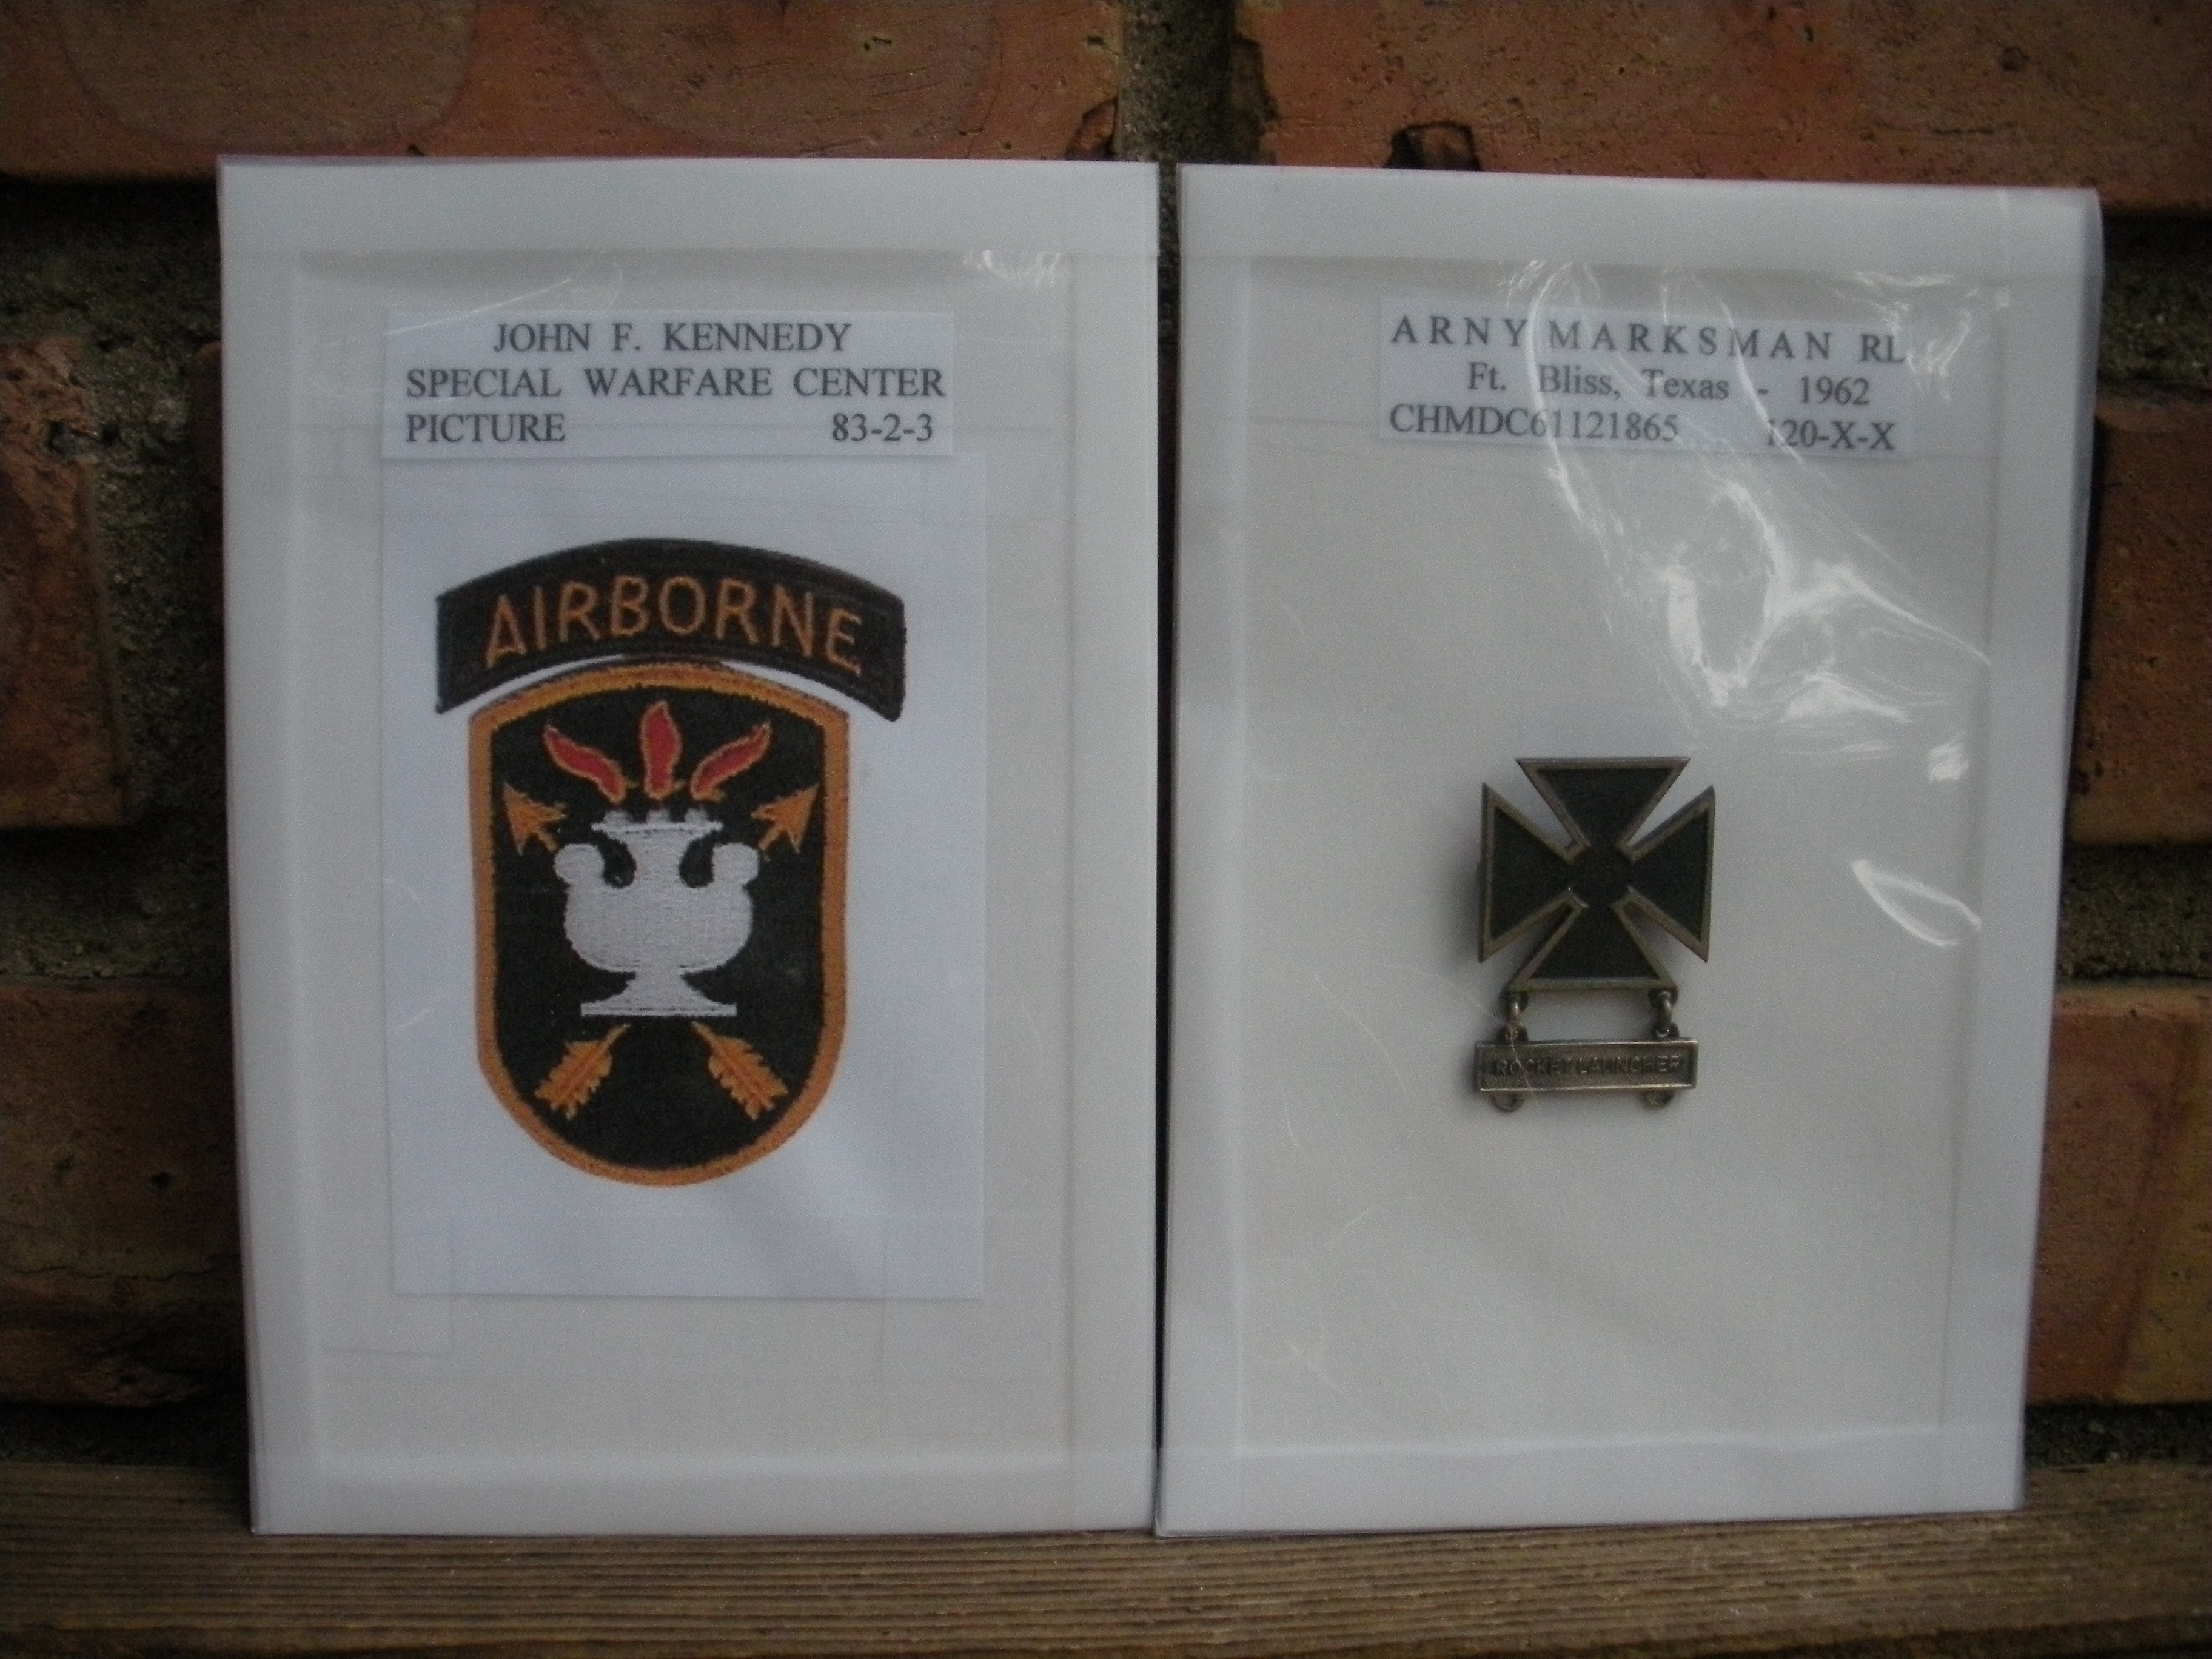 JOHN F. KENNEDY
SPECIAL WARFARE CENTER
PICTURE 83-2-3
AIRBORNE
ARNY MARKSMAN RL
Ft. Bliss, Texas - 1962
CHMDC61121865 120-X-X
ROCKET LAUNCHER